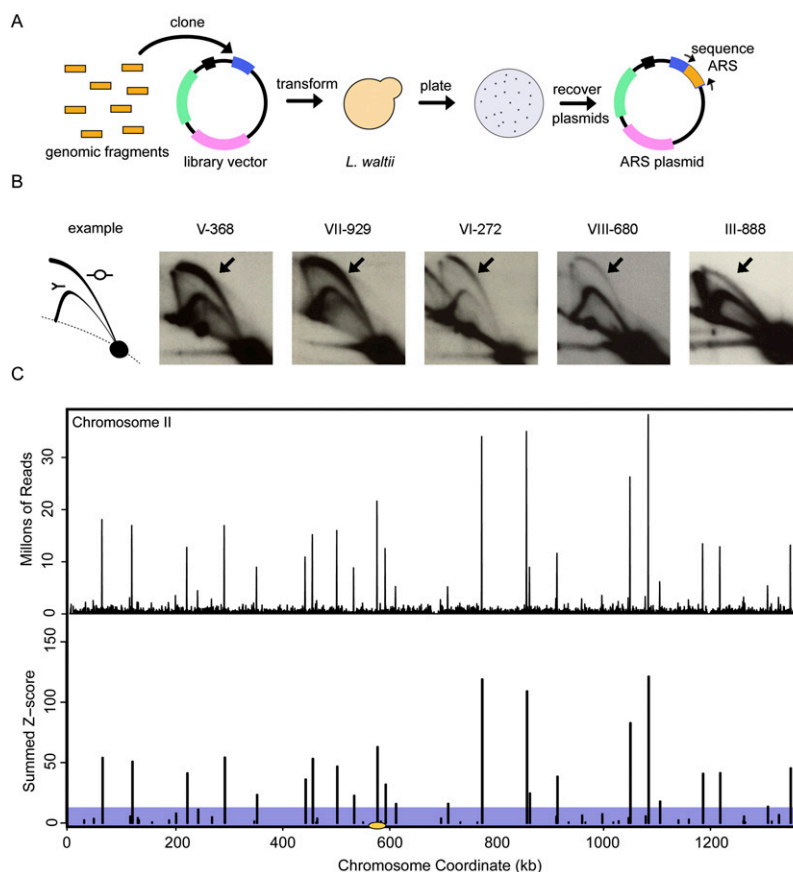 A
clone
transform
plate
recover
plasmids
sequence
ARS
genomic fragments
library vector
L. waltii
ARS plasmid
B
example
V-368
VII-929
VI-272
VIII-680
III-888
Y
C
Chromosome II
Millons of Reads
30
20
10
0
Summed Z-score
150
100
50
0
0
200
400
600
800
1000
1200
Chromosome Coordinate (kb)